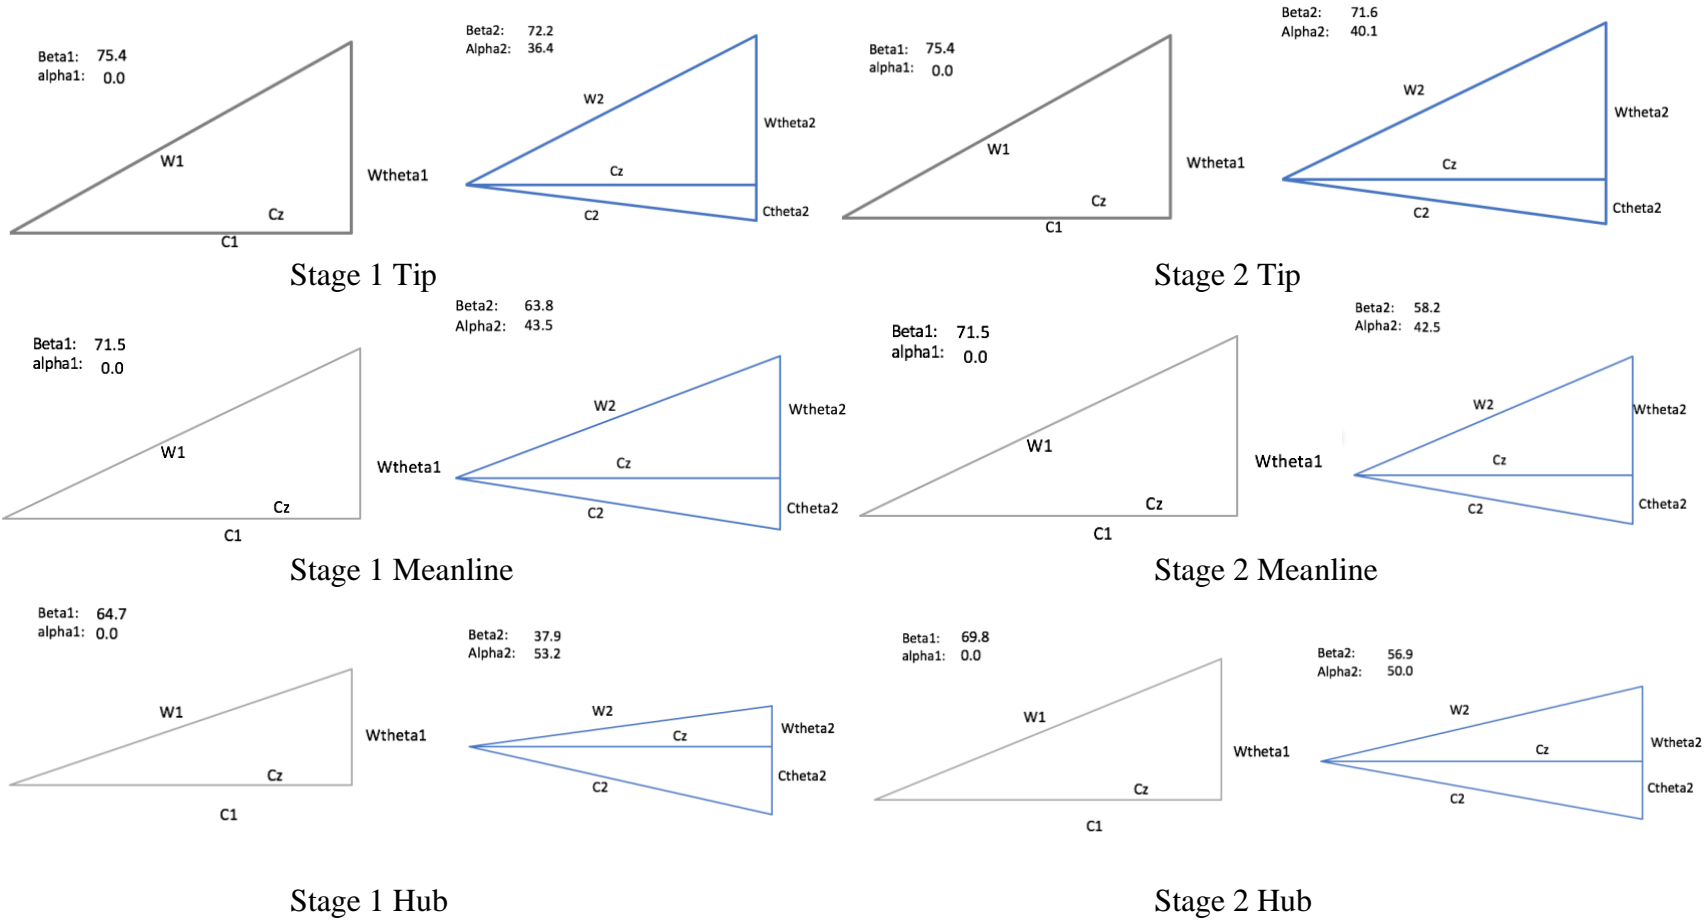 Beta1: 75.4
alpha1: 0.0
W1
Cz
C1
Wtheta1
Beta2: 72.2
Alpha2: 36.4
W2
Wtheta2
Cz
C2
Ctheta2
Stage 1 Tip
Beta1: 75.4
alpha1: 0.0
W1
Cz
C1
Wtheta1
Beta2: 71.6
Alpha2: 40.1
W2
Wtheta2
Cz
C2
Ctheta2
Stage 2 Tip
Beta1: 71.5
alpha1: 0.0
W1
Cz
C1
Wtheta1
Beta2: 63.8
Alpha2: 43.5
W2
Wtheta2
Cz
C2
Ctheta2
Stage 1 Meanline
Beta1: 71.5
alpha1: 0.0
W1
Cz
C1
Wtheta1
Beta2: 58.2
Alpha2: 42.5
W2
Wtheta2
Cz
C2
Ctheta2
Stage 2 Meanline
Beta1: 64.7
alpha1: 0.0
W1
Cz
C1
Wtheta1
Beta2: 37.9
Alpha2: 53.2
W2
Wtheta2
Cz
Ctheta2
C2
Stage 1 Hub
Beta1: 69.8
alpha1: 0.0
W1
Cz
C1
Wtheta1
Beta2: 56.9
Alpha2: 50.0
W2
Wtheta2
Cz
Ctheta2
C2
Stage 2 Hub